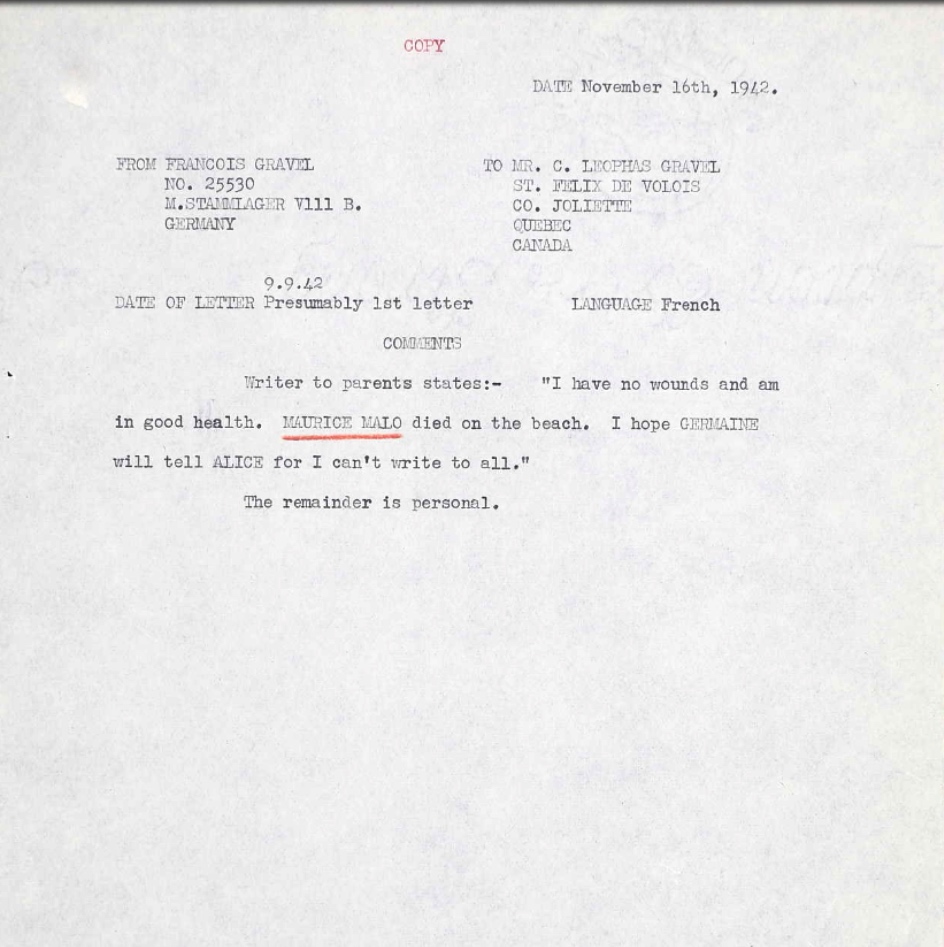 COPY
DATE November 16th, 1942.
FROM FRANCOIS GRAVEL
NO. 25530
M.STAMMLAGER V111 B.
GERMANY
TO MR. C. LEOPHAS GRAVEL
ST. FELIX DE VOLOIS
CO. JOLIETTE
QUEBEC
CANADA
9.9.42
DATE OF LETTER Presumably 1st letter LANGUAGE French
COMMENTS
Writer to parents states:- "I have no wounds and am
in good health. MAURICE MALO died on the beach. I hope GERMAINE
will tell ALICE for I can't write to all."
The remainder is personal.